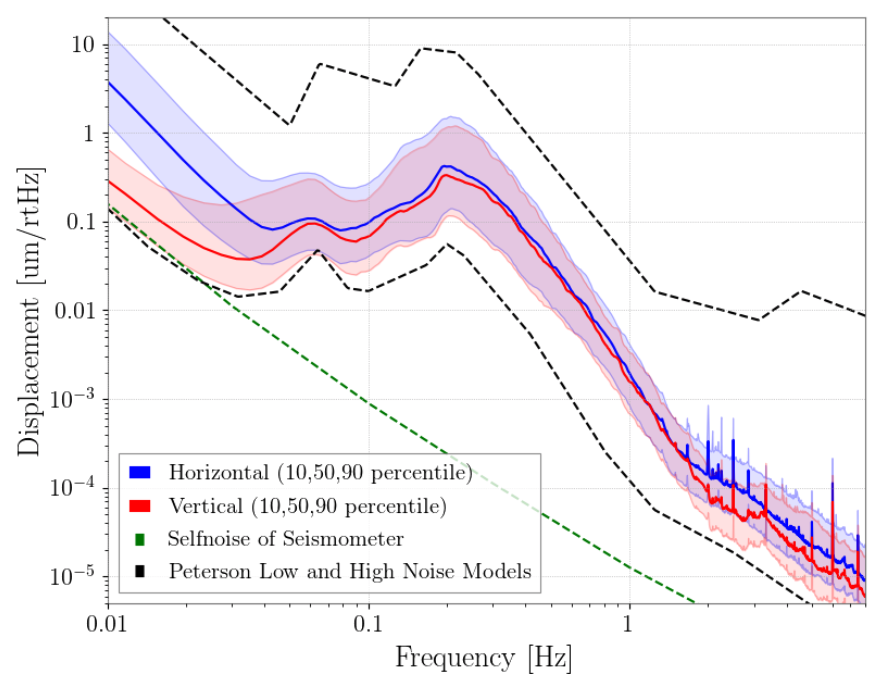 Displacement [um/rtHz]
10
1
0.1
0.01
10⁻³
10⁻⁴
10⁻⁵
Horizontal (10,50,90 percentile)
Vertical (10,50,90 percentile)
Selfnoise of Seismometer
Peterson Low and High Noise Models
0.01
0.1
1
Frequency [Hz]